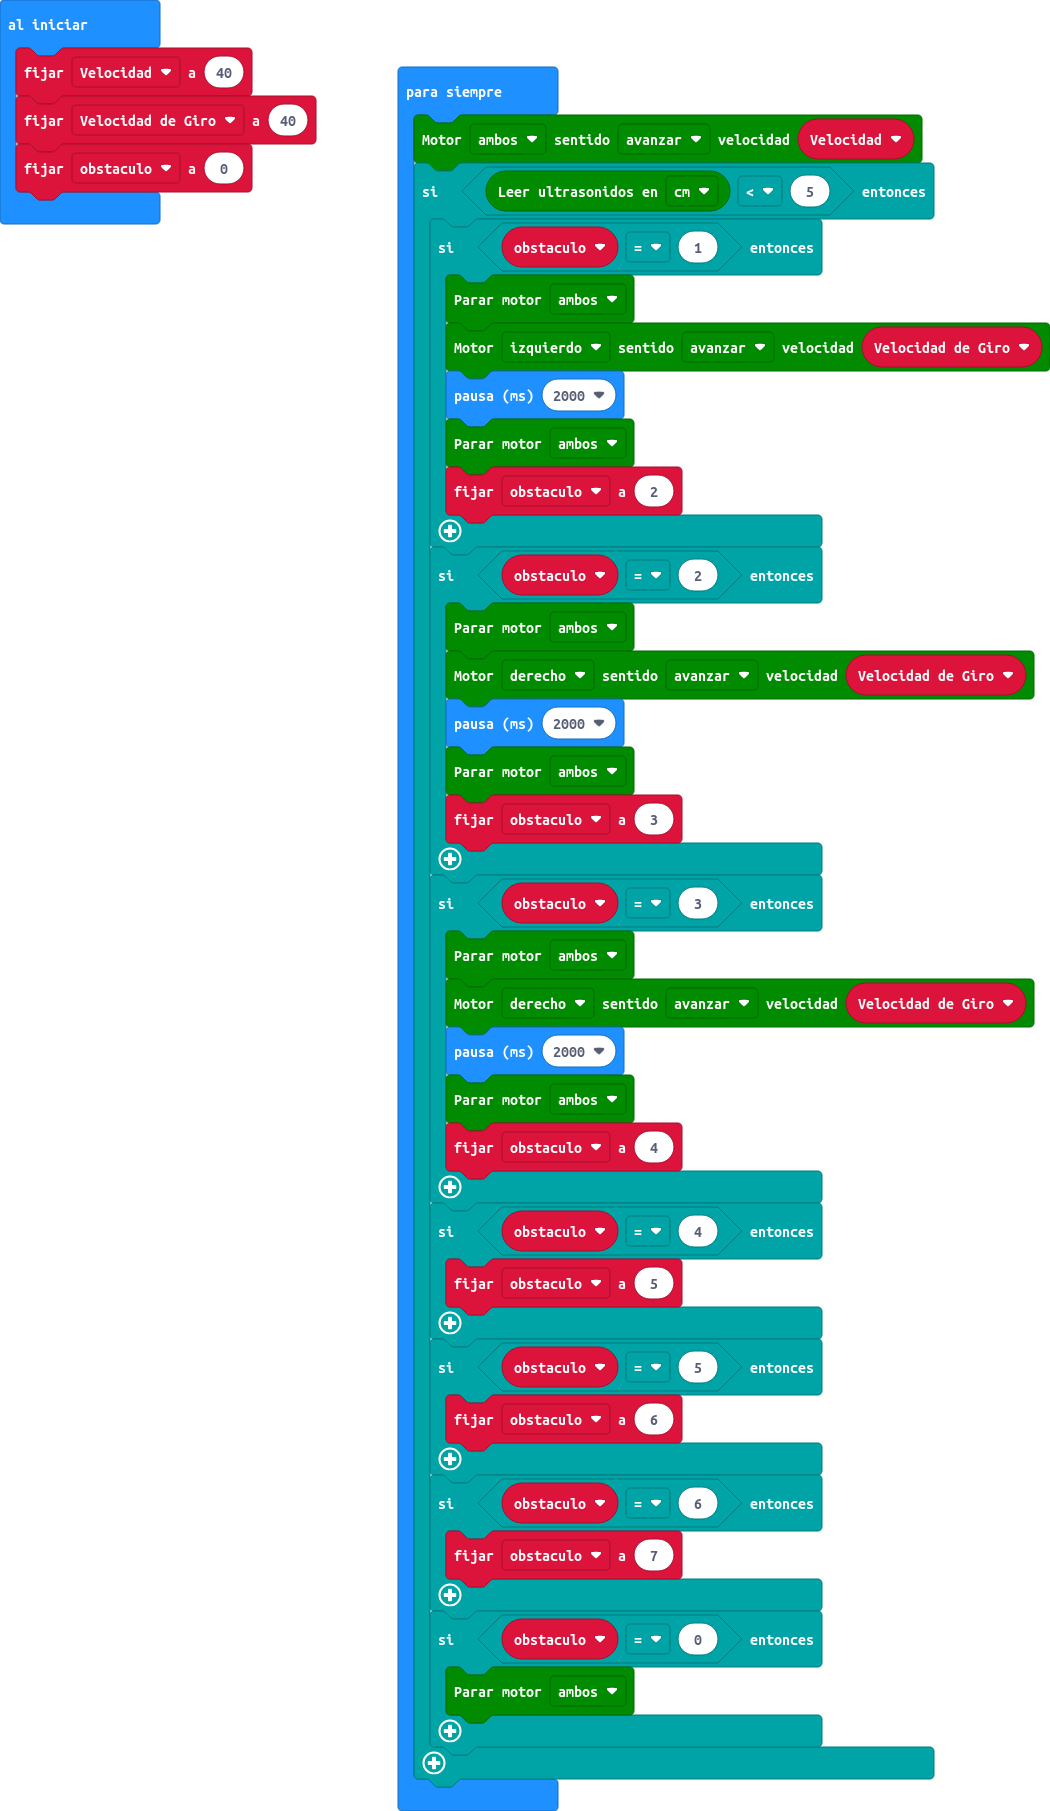 al iniciar
fijar Velocidad a 40
fijar Velocidad de Giro a 40
fijar obstaculo a 0
para siempre
Motor ambos sentido avanzar velocidad Velocidad
si Leer ultrasonidos en cm < 5 entonces
si obstaculo = 1 entonces
Parar motor ambos
Motor izquierdo sentido avanzar velocidad Velocidad de Giro
pausa (ms) 2000
Parar motor ambos
fijar obstaculo a 2
si obstaculo = 2 entonces
Parar motor ambos
Motor derecho sentido avanzar velocidad Velocidad de Giro
pausa (ms) 2000
Parar motor ambos
fijar obstaculo a 3
si obstaculo = 3 entonces
Parar motor ambos
Motor derecho sentido avanzar velocidad Velocidad de Giro
pausa (ms) 2000
Parar motor ambos
fijar obstaculo a 4
si obstaculo = 4 entonces
fijar obstaculo a 5
si obstaculo = 5 entonces
fijar obstaculo a 6
si obstaculo = 6 entonces
fijar obstaculo a 7
si obstaculo = 0 entonces
Parar motor ambos